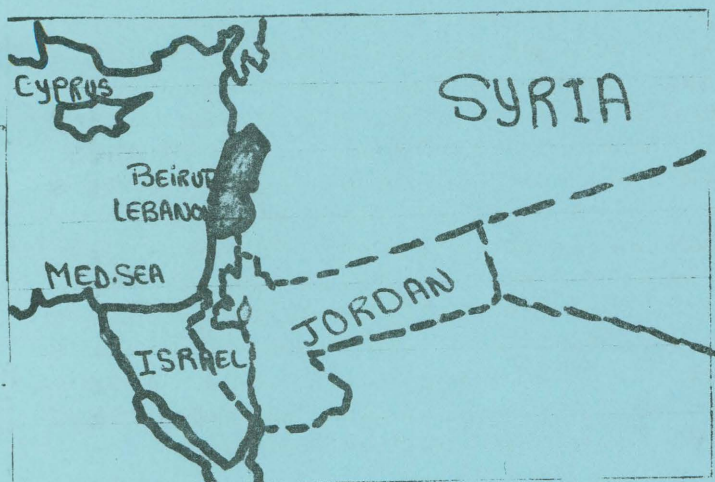 CYPRUS
SYRIA
BEIRUT
LEBANON
MED.SEA
JORDAN
ISRAEL